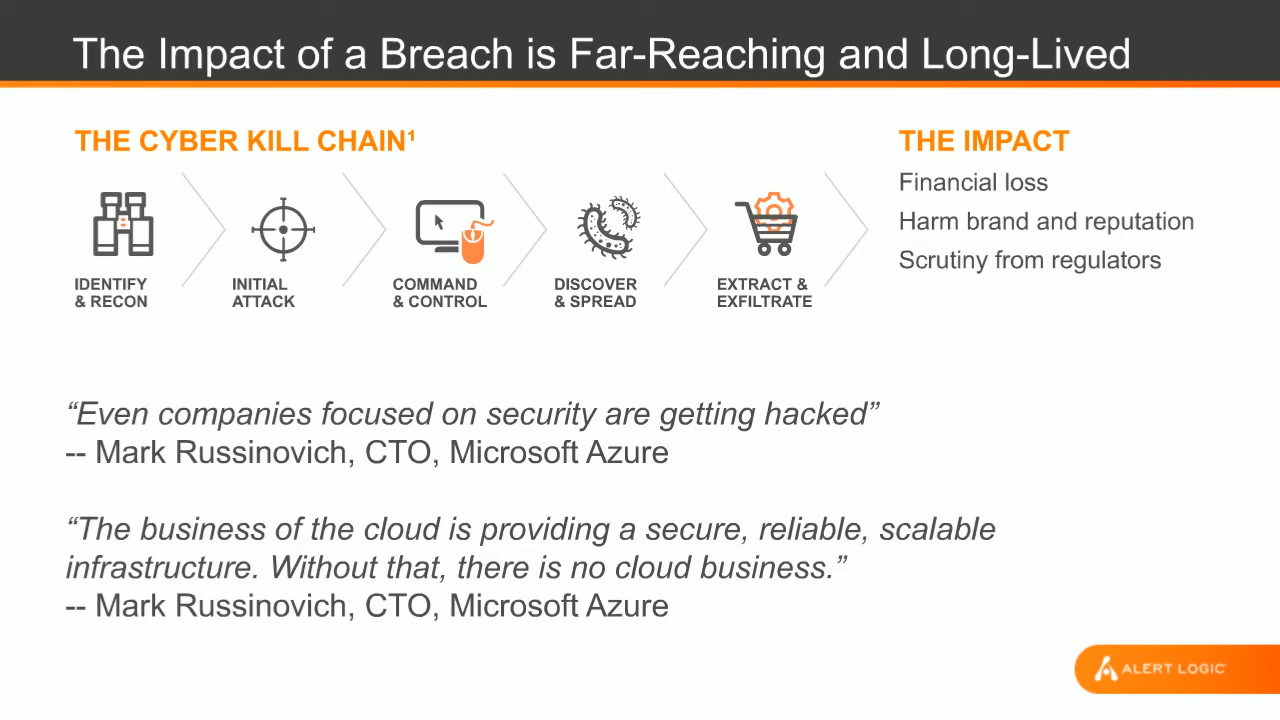 The Impact of a Breach is Far-Reaching and Long-Lived
THE CYBER KILL CHAIN¹
IDENTIFY
& RECON
INITIAL
ATTACK
COMMAND
& CONTROL
DISCOVER
& SPREAD
EXTRACT &
EXFILTRATE
THE IMPACT
Financial loss
Harm brand and reputation
Scrutiny from regulators
“Even companies focused on security are getting hacked”
-- Mark Russinovich, CTO, Microsoft Azure
“The business of the cloud is providing a secure, reliable, scalable
infrastructure. Without that, there is no cloud business.”
-- Mark Russinovich, CTO, Microsoft Azure
ALERT LOGIC